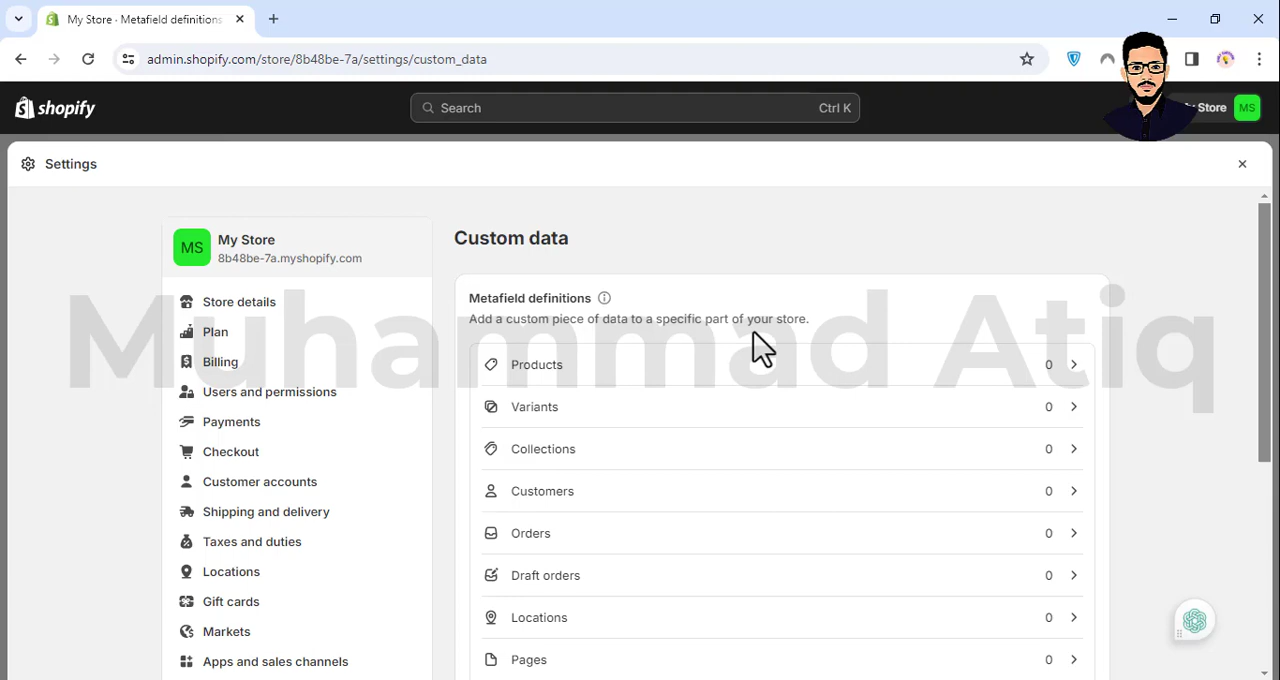 My Store · Metafield definitions
admin.shopify.com/store/8b48be-7a/settings/custom_data
shopify
Search
Ctrl K
Store
MS
Settings
MS
My Store
8b48be-7a.myshopify.com
Store details
Plan
Billing
Users and permissions
Payments
Checkout
Customer accounts
Shipping and delivery
Taxes and duties
Locations
Gift cards
Markets
Apps and sales channels
Custom data
Metafield definitions
Add a custom piece of data to a specific part of your store.
Products 0
Variants 0
Collections 0
Customers 0
Orders 0
Draft orders 0
Locations 0
Pages 0
Muhammad Atiq